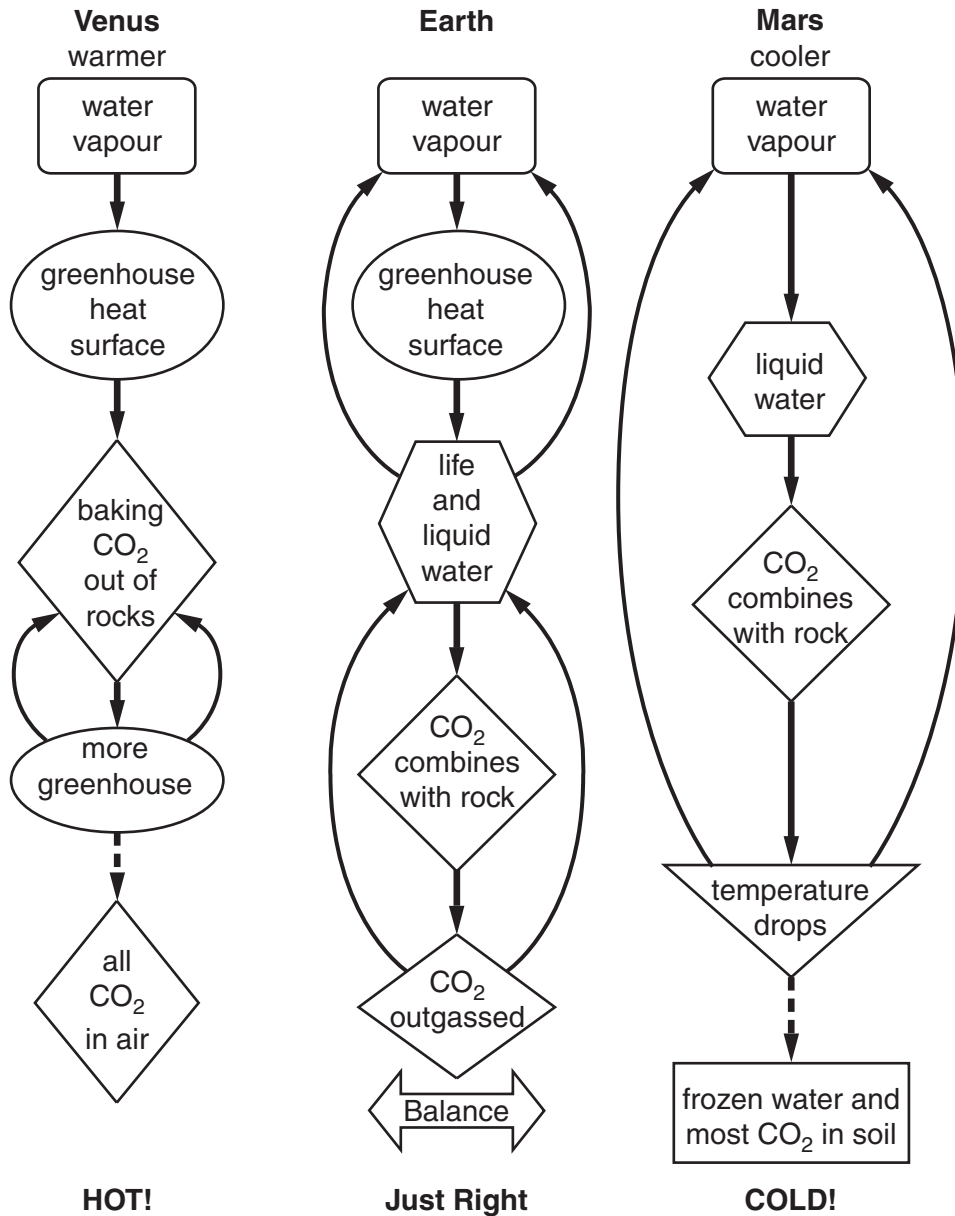 Venus
warmer
water
vapour
greenhouse
heat
surface
baking
CO2
out of
rocks
more
greenhouse
all
CO2
in air
HOT!
Earth
water
vapour
greenhouse
heat
surface
life
and
liquid
water
CO2
combines
with rock
CO2
outgassed
Balance
Just Right
Mars
cooler
water
vapour
liquid
water
CO2
combines
with rock
temperature
drops
frozen water and
most CO2 in soil
COLD!